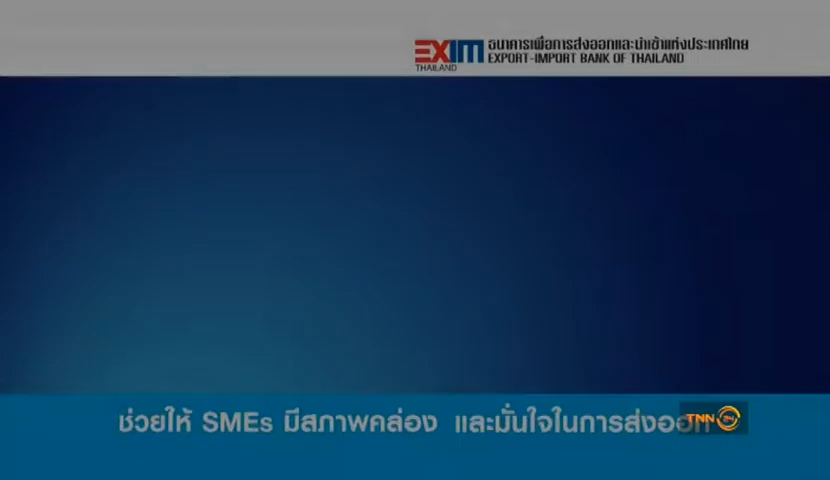 EXIM
THAILAND
ธนาคารเพื่อการส่งออกและนำเข้าแห่งประเทศไทย
EXPORT-IMPORT BANK OF THAILAND
ช่วยให้ SMEs มีสภาพคล่อง และมั่นใจในการส่งออก
TNN 24